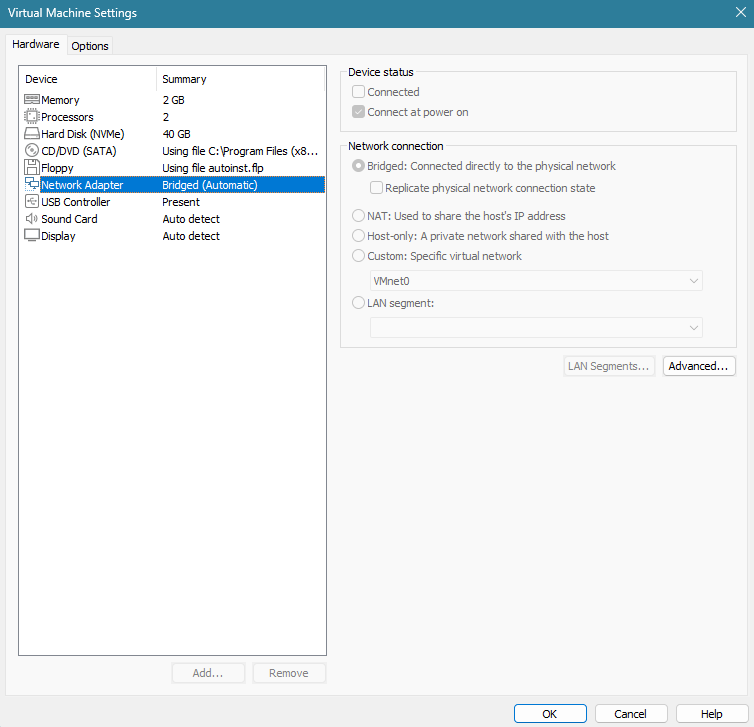 Virtual Machine Settings
Hardware Options
Device Summary
Memory 2 GB
Processors 2
Hard Disk (NVMe) 40 GB
CD/DVD (SATA) Using file C:\Program Files (x8...
Floppy Using file autoinst.flp
Network Adapter Bridged (Automatic)
USB Controller Present
Sound Card Auto detect
Display Auto detect
Add... Remove
Device status
Connected
Connect at power on
Network connection
Bridged: Connected directly to the physical network
Replicate physical network connection state
NAT: Used to share the host's IP address
Host-only: A private network shared with the host
Custom: Specific virtual network
VMnet0
LAN segment:
LAN Segments... Advanced...
OK Cancel Help